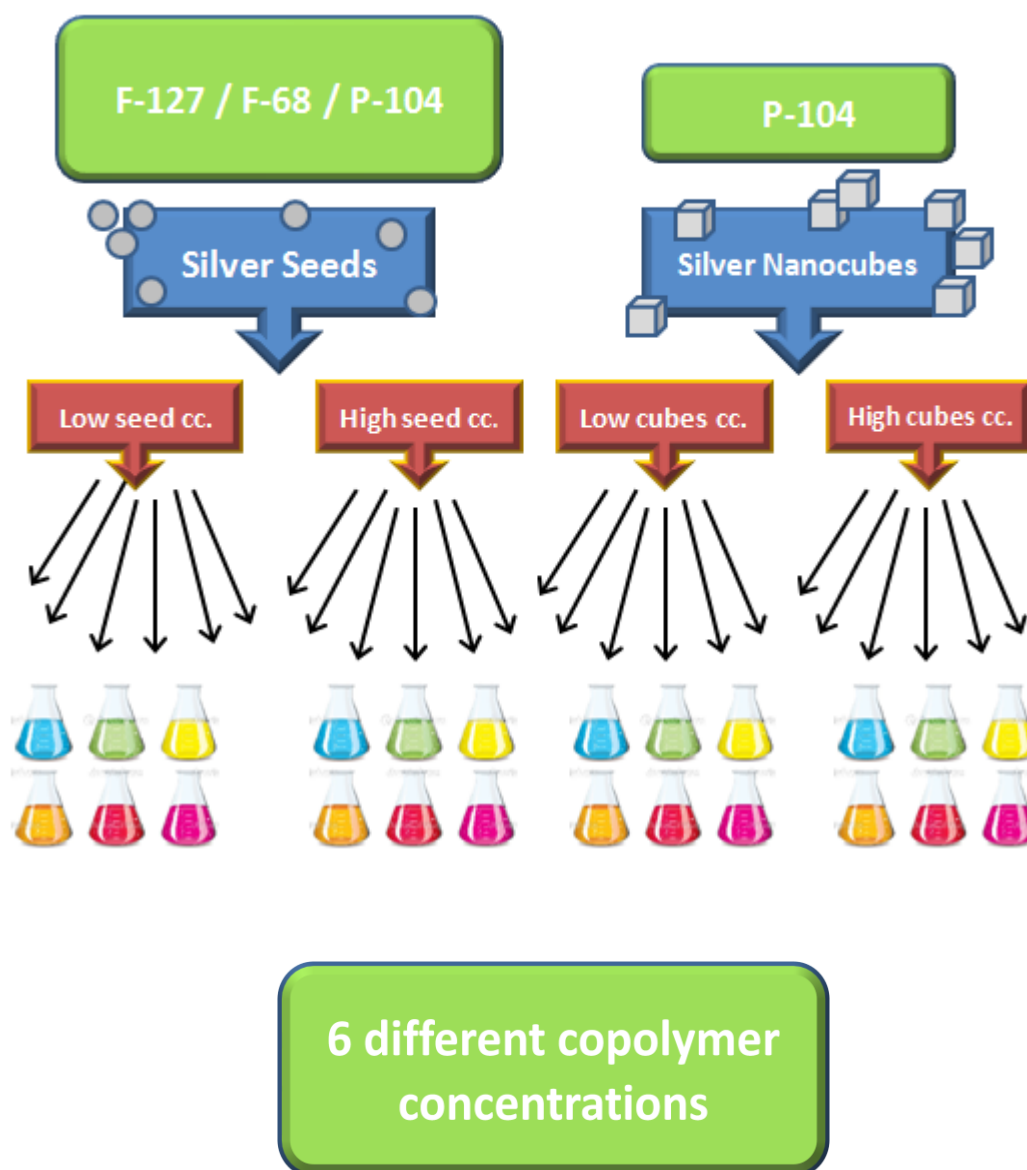 F-127 / F-68 / P-104
P-104
Silver Seeds
Silver Nanocubes
Low seed cc.
High seed cc.
Low cubes cc.
High cubes cc.
6 different copolymer
concentrations